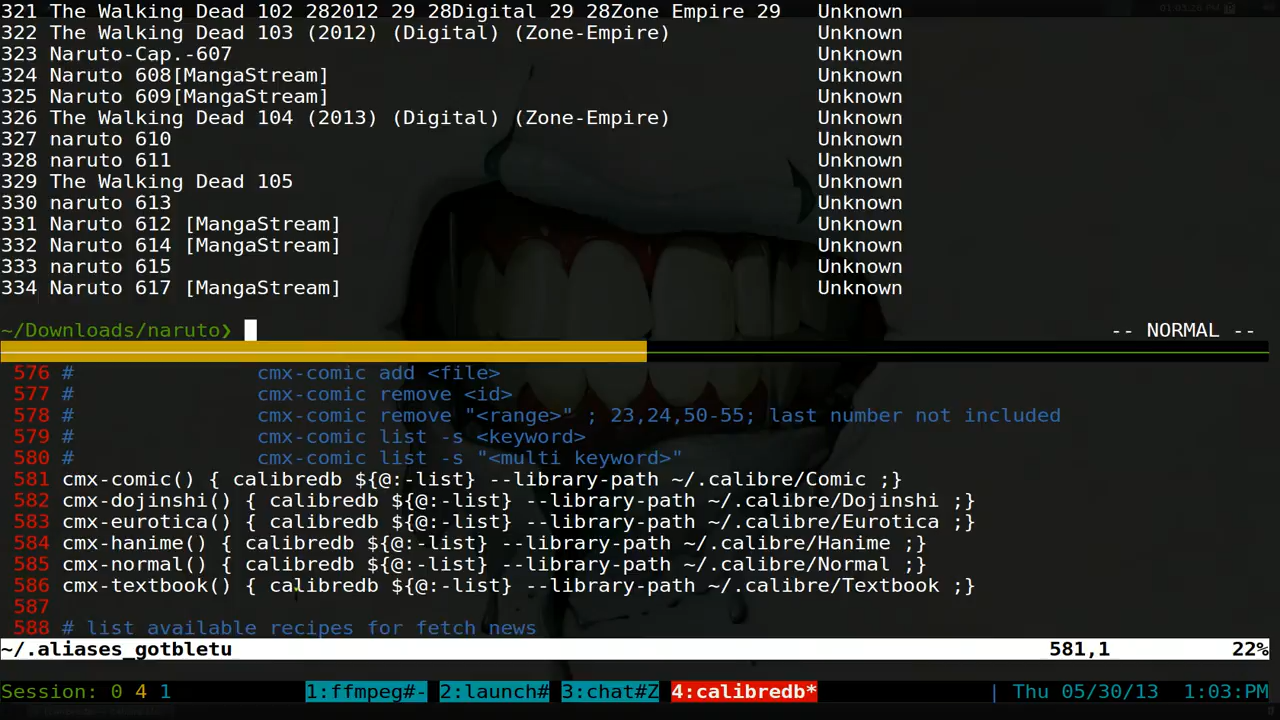 321 The Walking Dead 102 282012 29 28Digital 29 28Zone Empire 29   Unknown
322 The Walking Dead 103 (2012) (Digital) (Zone-Empire)   Unknown
323 Naruto-Cap.-607   Unknown
324 Naruto 608[MangaStream]   Unknown
325 Naruto 609[MangaStream]   Unknown
326 The Walking Dead 104 (2013) (Digital) (Zone-Empire)   Unknown
327 naruto 610   Unknown
328 naruto 611   Unknown
329 The Walking Dead 105   Unknown
330 naruto 613   Unknown
331 Naruto 612 [MangaStream]   Unknown
332 Naruto 614 [MangaStream]   Unknown
333 naruto 615   Unknown
334 Naruto 617 [MangaStream]   Unknown
~/Downloads/naruto❯   -- NORMAL --
576 #               cmx-comic add <file>
577 #               cmx-comic remove <id>
578 #               cmx-comic remove "<range>" ; 23,24,50-55; last number not included
579 #               cmx-comic list -s <keyword>
580 #               cmx-comic list -s "<multi keyword>"
581 cmx-comic() { calibredb ${@:-list} --library-path ~/.calibre/Comic ;}
582 cmx-dojinshi() { calibredb ${@:-list} --library-path ~/.calibre/Dojinshi ;}
583 cmx-eurotica() { calibredb ${@:-list} --library-path ~/.calibre/Eurotica ;}
584 cmx-hanime() { calibredb ${@:-list} --library-path ~/.calibre/Hanime ;}
585 cmx-normal() { calibredb ${@:-list} --library-path ~/.calibre/Normal ;}
586 cmx-textbook() { calibredb ${@:-list} --library-path ~/.calibre/Textbook ;}
587
588 # list available recipes for fetch news
~/.aliases_gotbletu   581,1   22%
Session: 0 4 1   1:ffmpeg#- 2:launch# 3:chat#Z 4:calibredb*   | Thu 05/30/13 | 1:03:PM